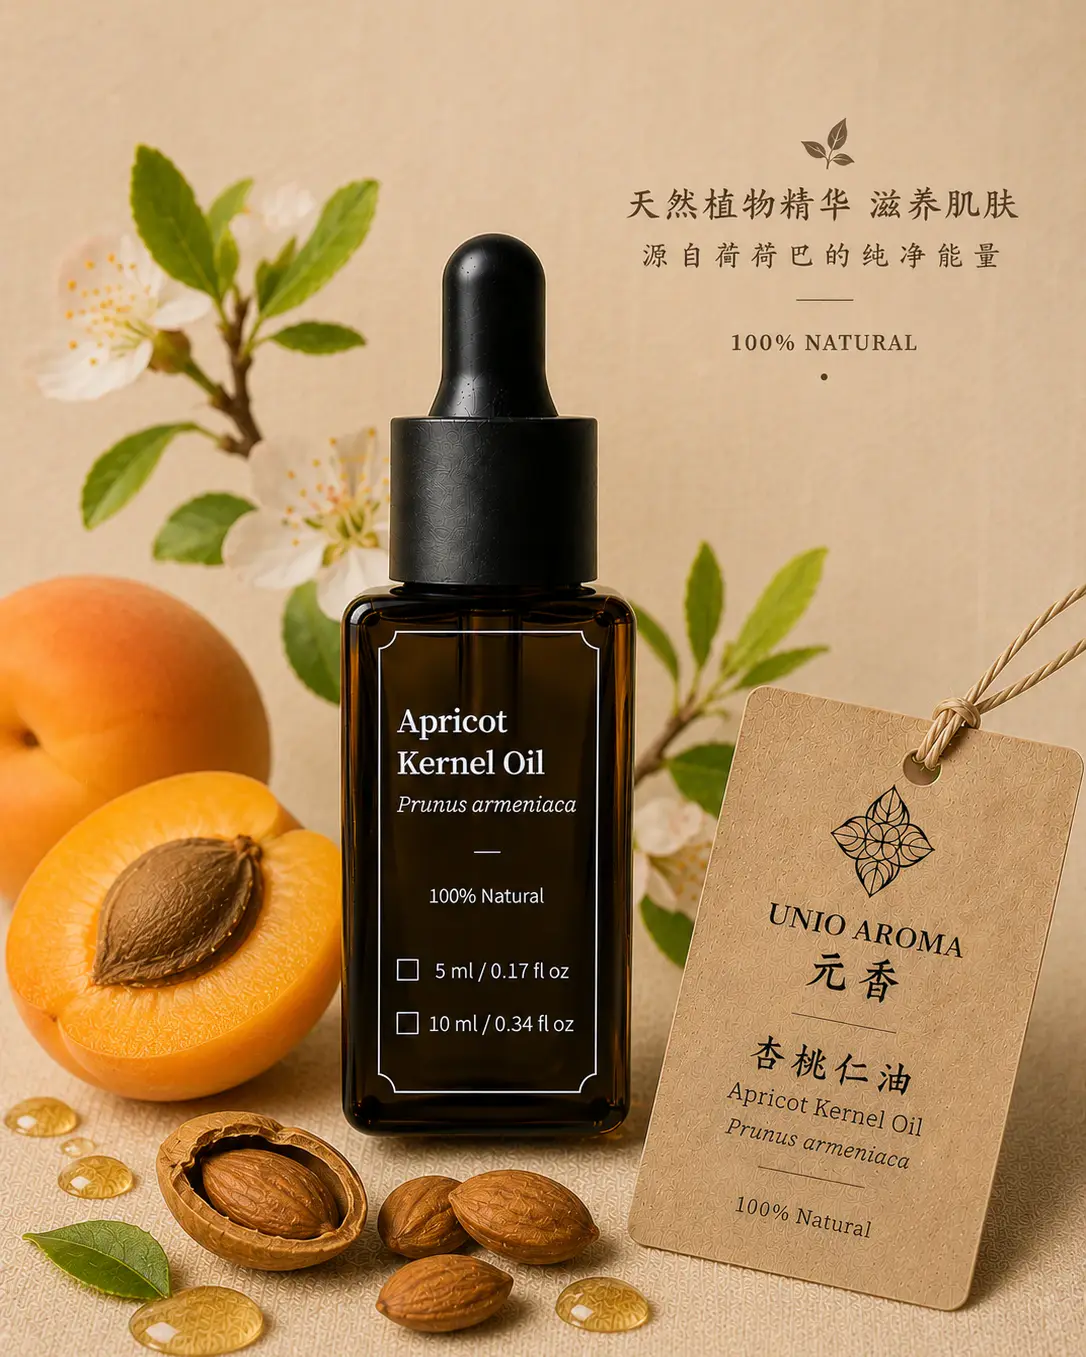 天然植物精华 滋养肌肤
源自荷荷巴的纯净能量
100% NATURAL
Apricot
Kernel Oil
Prunus armeniaca
100% Natural
5 ml / 0.17 fl oz
10 ml / 0.34 fl oz
UNIO AROMA
元香
杏桃仁油
Apricot Kernel Oil
Prunus armeniaca
100% Natural